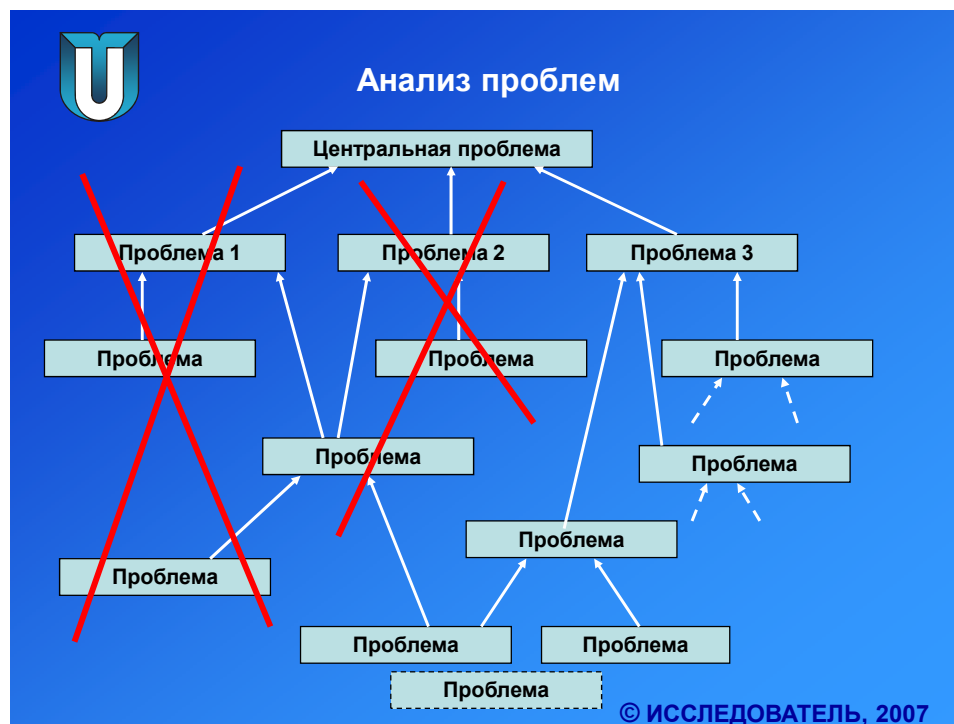 Анализ проблем
Центральная проблема
Проблема 1
Проблема 2
Проблема 3
Проблема
Проблема
Проблема
Проблема
Проблема
Проблема
Проблема
Проблема
Проблема
Проблема
© ИССЛЕДОВАТЕЛЬ, 2007